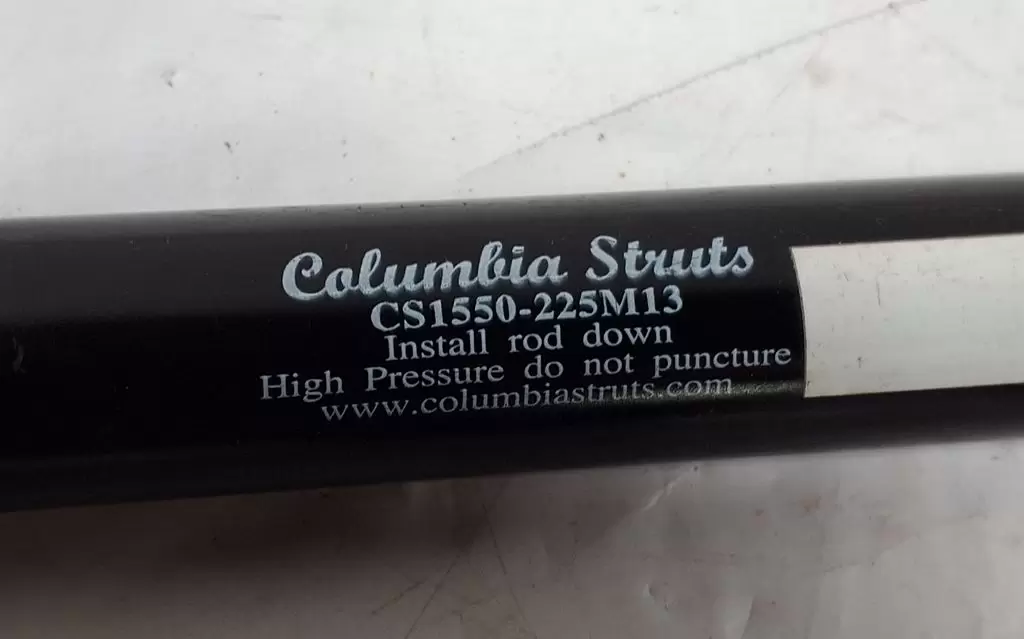 Columbia Struts
CS1550-225M13
Install rod down
High Pressure do not puncture
www.columbiastruts.com